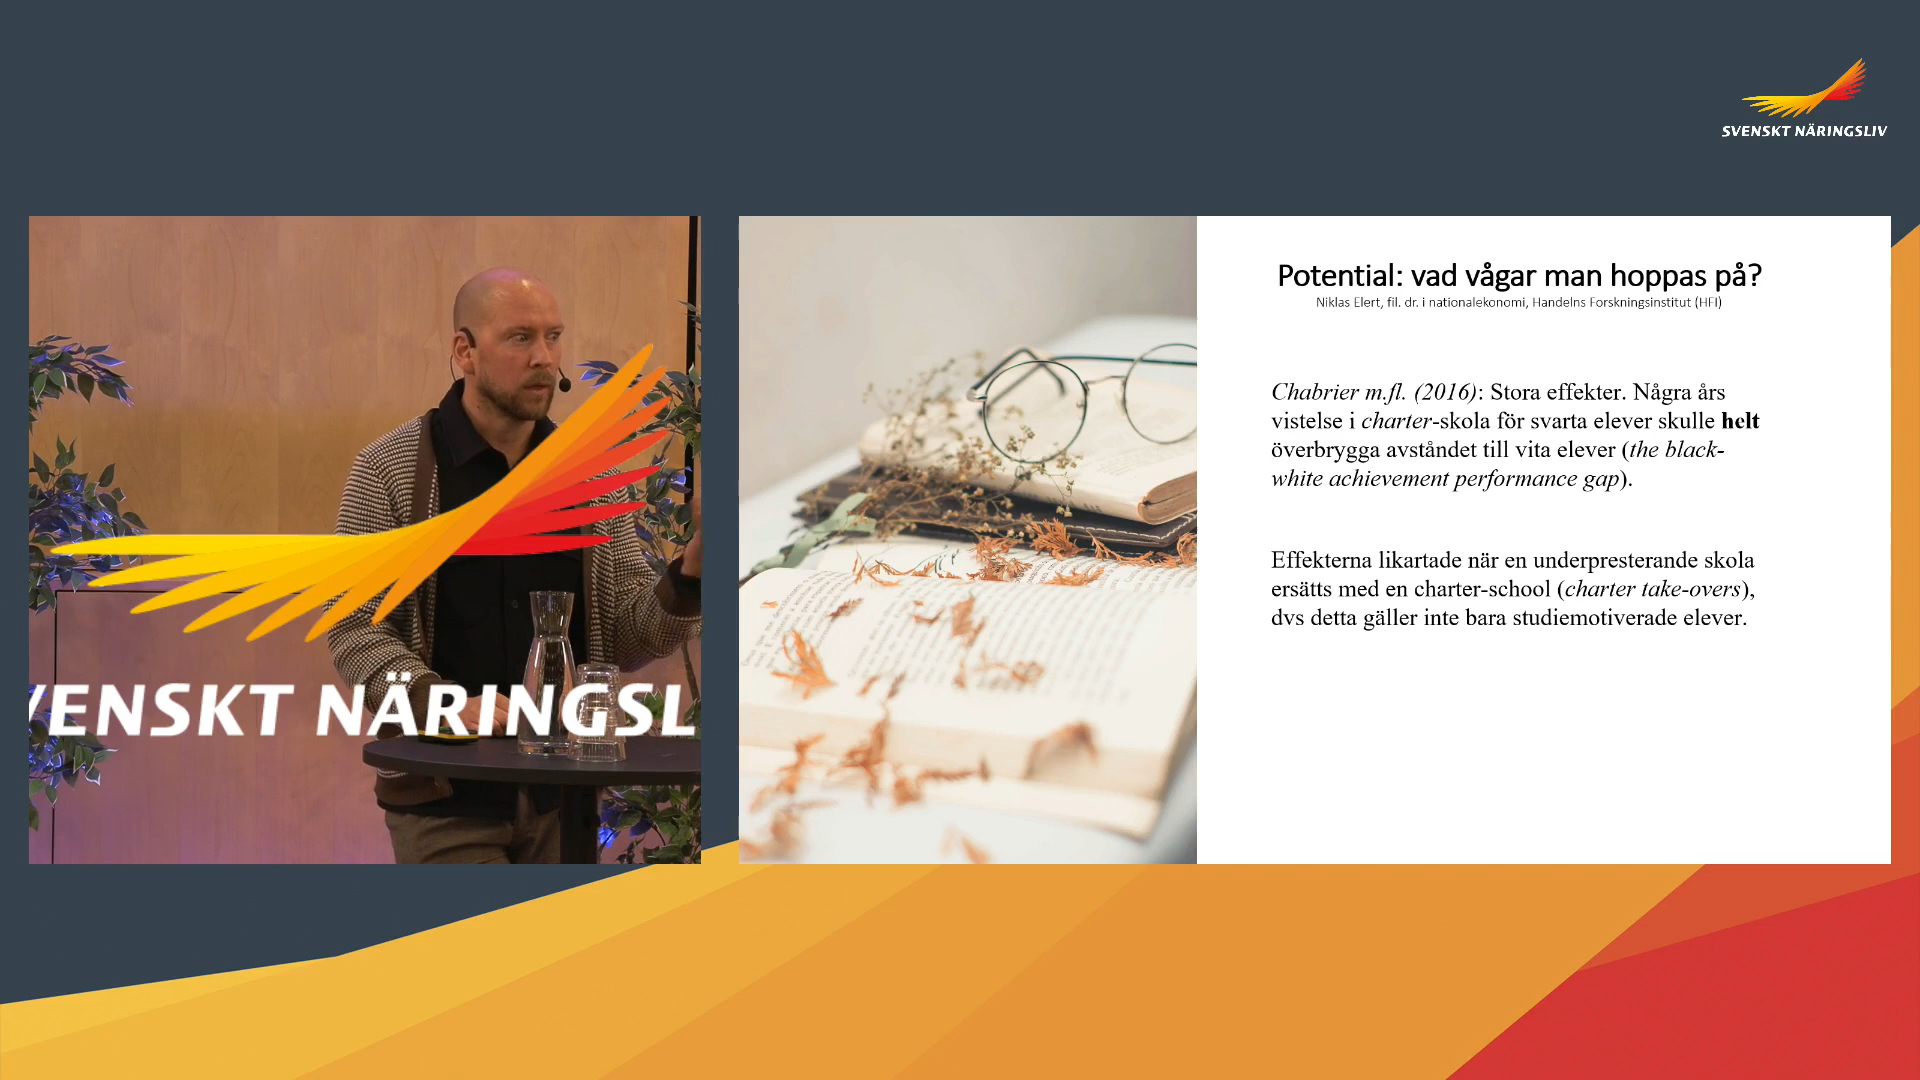 SVENSKT NÄRINGSLIV
VENSKT NÄRINGSL
Potential: vad vågar man hoppas på?
Niklas Elert, fil. dr. i nationalekonomi, Handelns Forskningsinstitut (HFI)
Chabrier m.fl. (2016): Stora effekter. Några års
vistelse i charter-skola för svarta elever skulle helt
överbrygga avståndet till vita elever (the black-
white achievement performance gap).
Effekterna likartade när en underpresterande skola
ersätts med en charter-school (charter take-overs),
dvs detta gäller inte bara studiemotiverade elever.